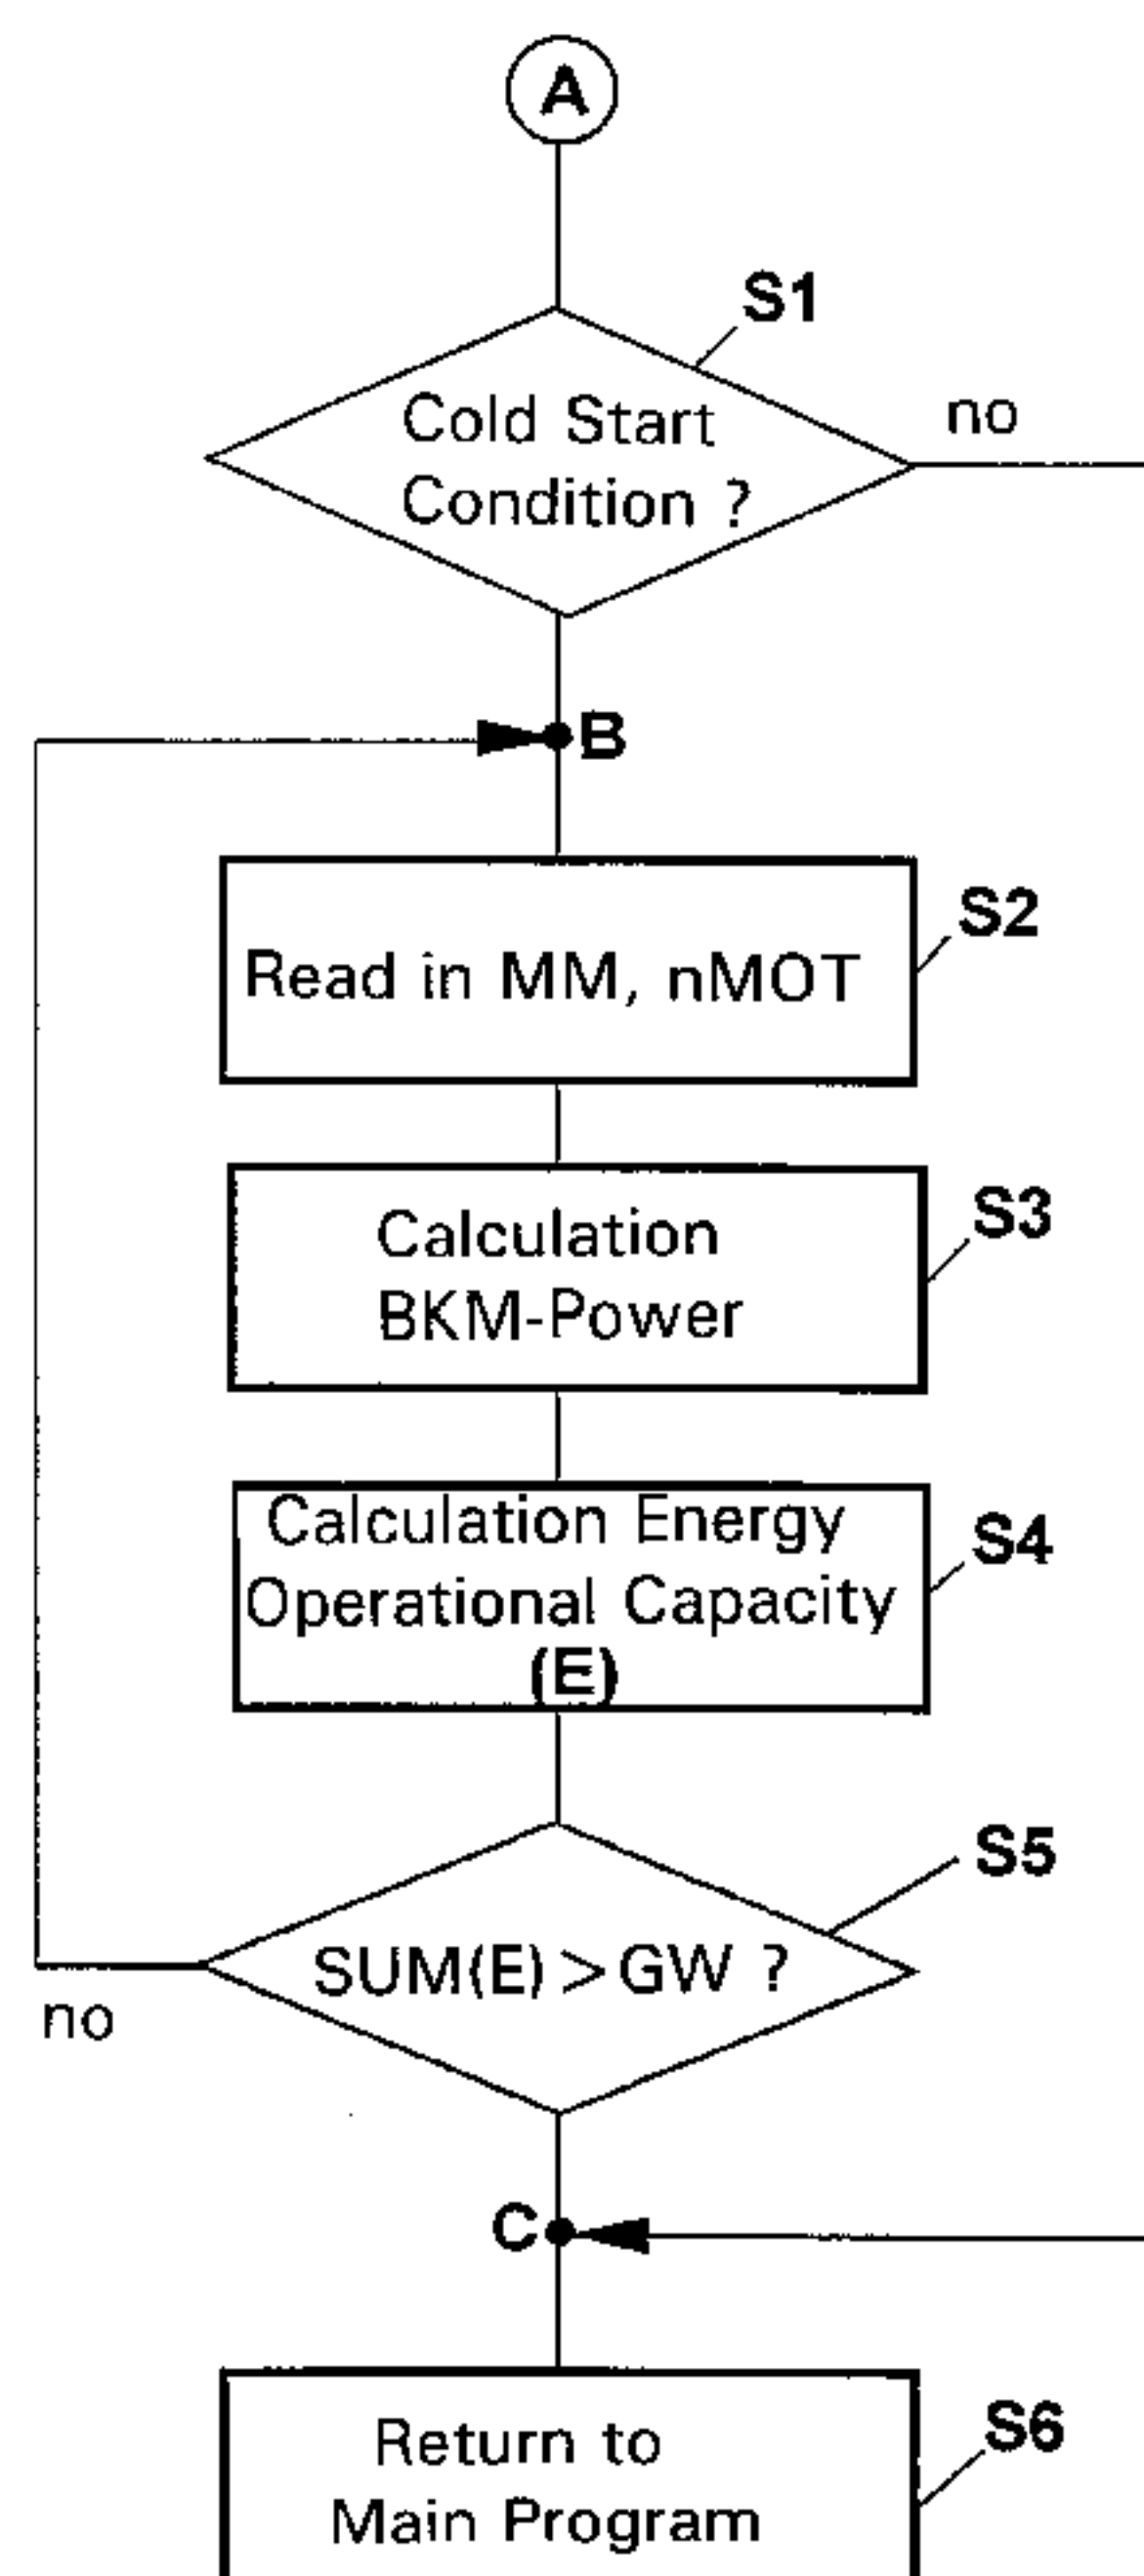 A
S1
Cold Start
Condition ?
no
B
S2
Read in MM, nMOT
S3
Calculation
BKM-Power
S4
Calculation Energy
Operational Capacity
(E)
S5
SUM(E) > GW ?
no
C
S6
Return to
Main Program